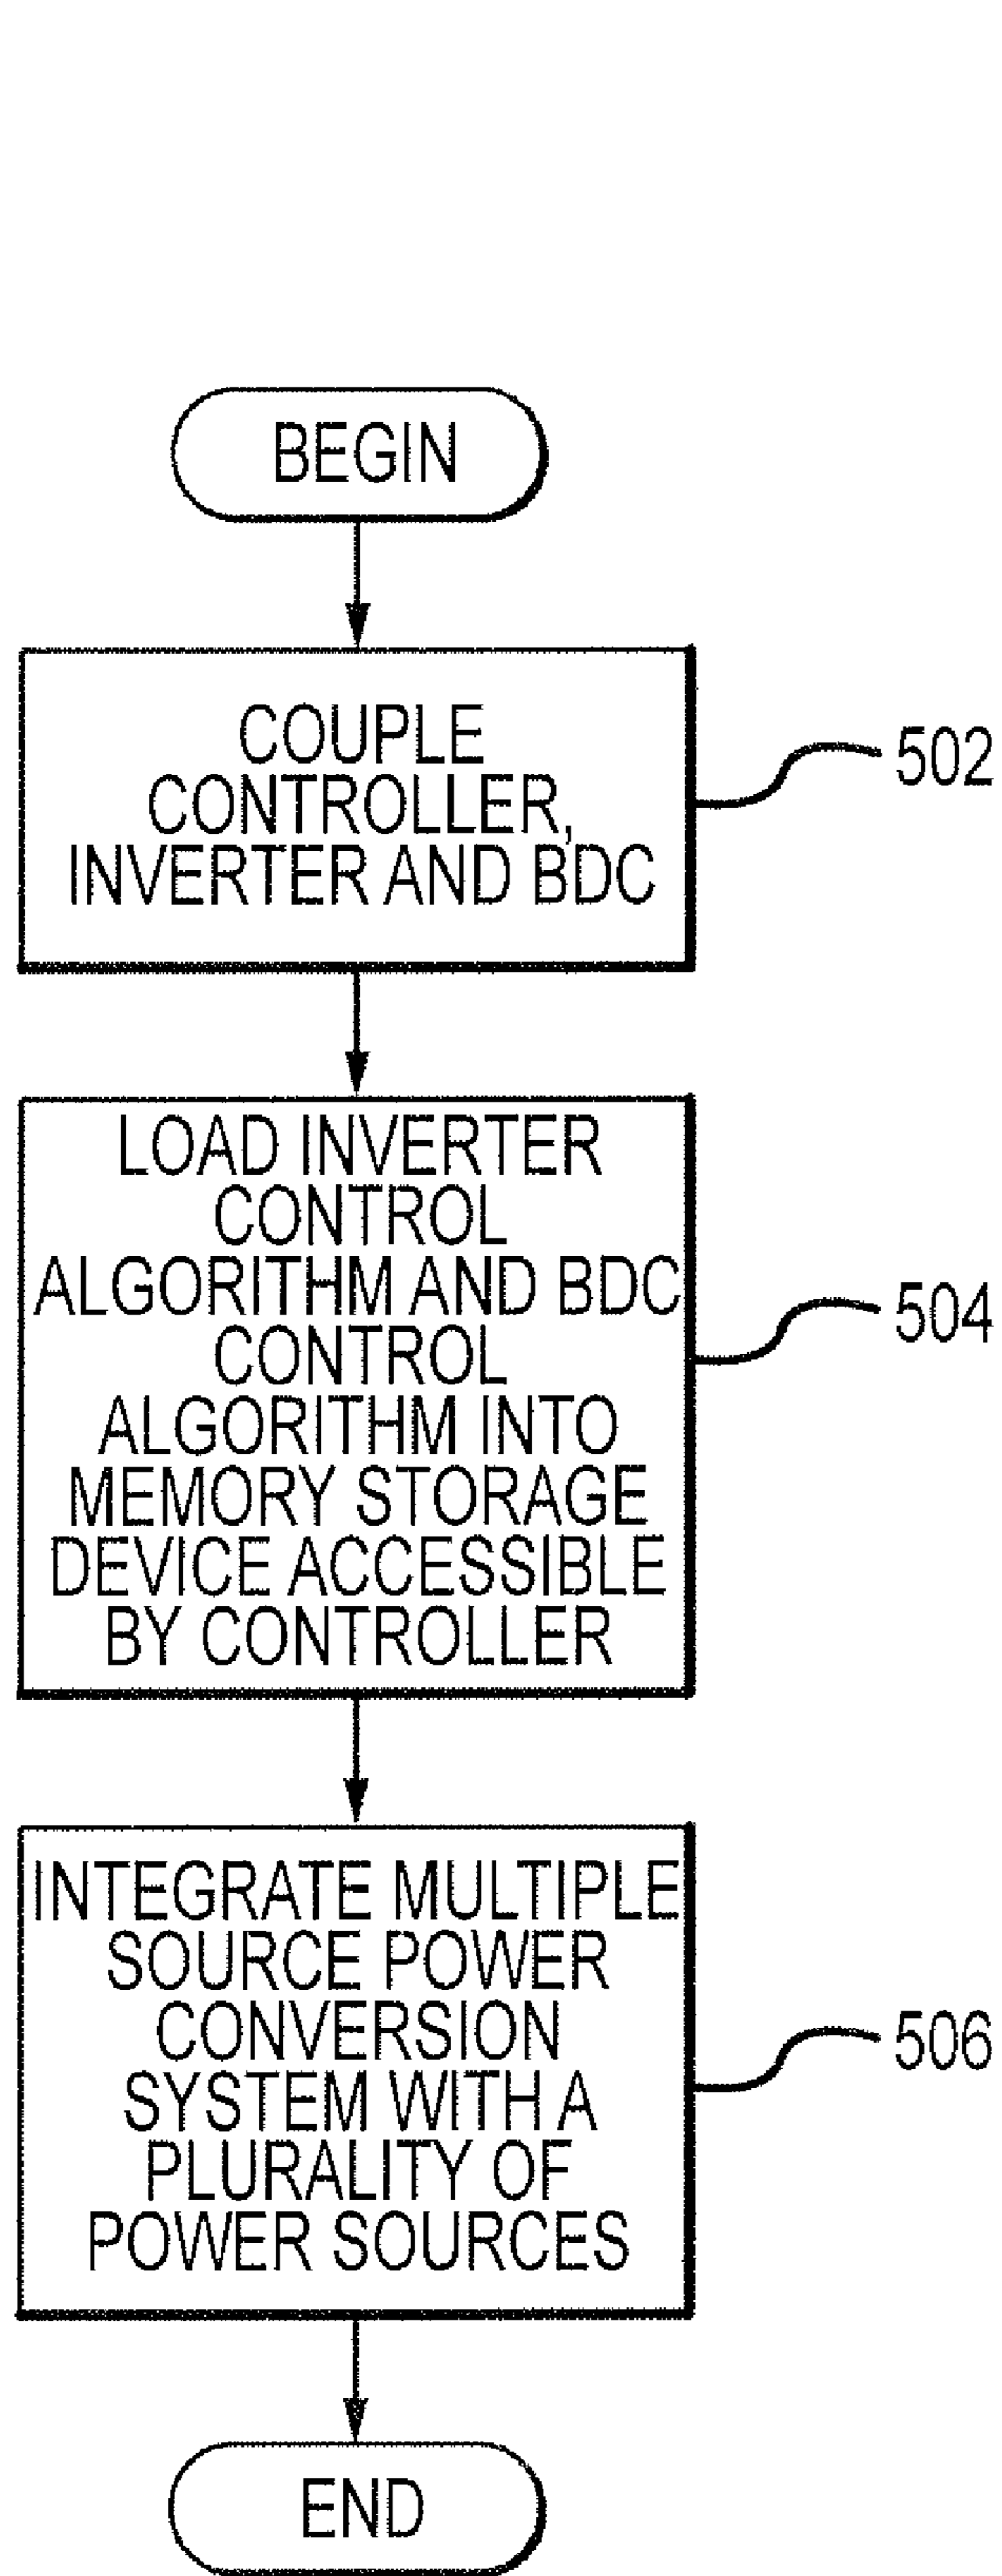 BEGIN
COUPLE
CONTROLLER,
INVERTER AND BDC
502
LOAD INVERTER
CONTROL
ALGORITHM AND BDC
CONTROL
ALGORITHM INTO
MEMORY STORAGE
DEVICE ACCESSIBLE
BY CONTROLLER
504
INTEGRATE MULTIPLE
SOURCE POWER
CONVERSION
SYSTEM WITH A
PLURALITY OF
POWER SOURCES
506
END